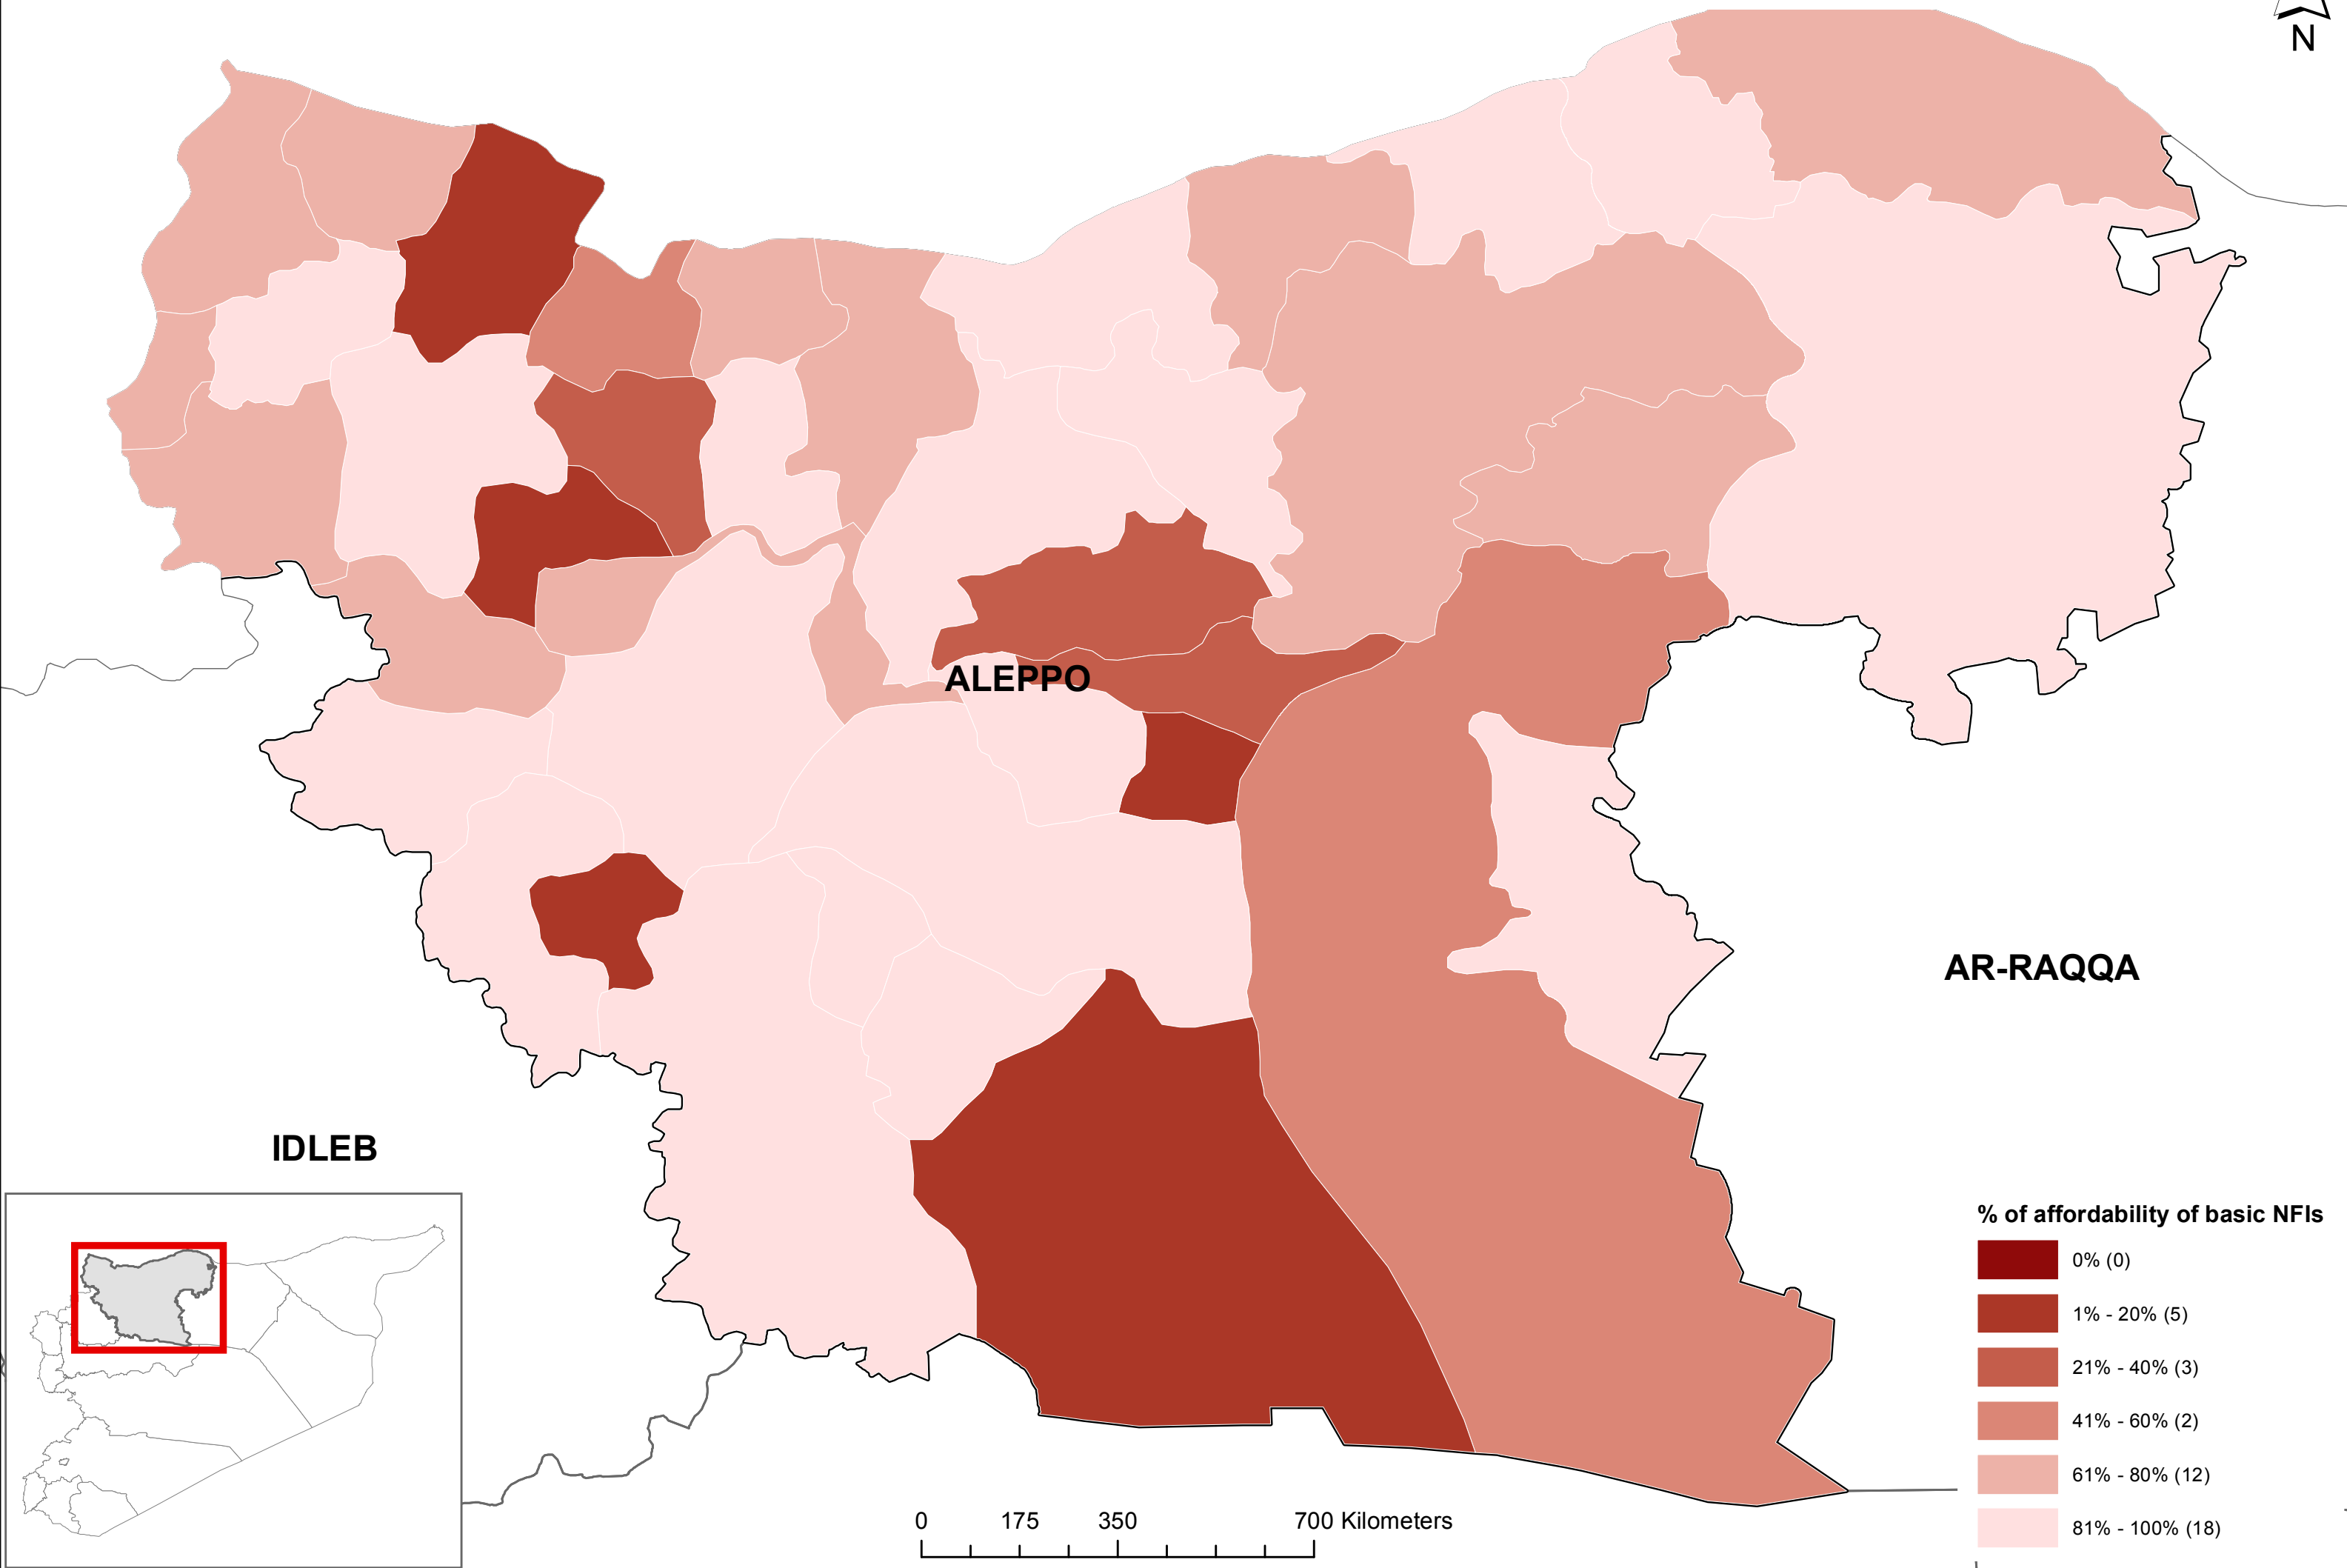 N
ALEPPO
AR-RAQQA
IDLEB
% of affordability of basic NFIs
0% (0)
1% - 20% (5)
21% - 40% (3)
41% - 60% (2)
61% - 80% (12)
81% - 100% (18)
0 175 350 700 Kilometers